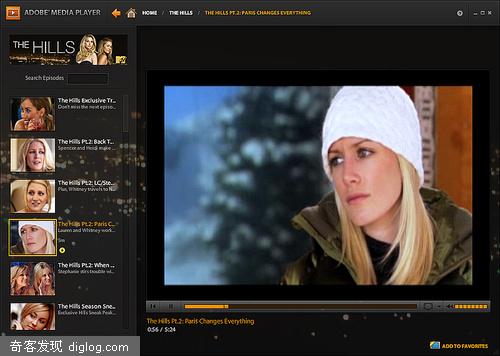 ADOBE® MEDIA PLAYER
HOME / THE HILLS / THE HILLS PT.2: PARIS CHANGES EVERYTHING
THE HILLS
Search Episodes
The Hills Exclusive Tr...
Don't miss the next episo...
The Hills Pt.2: Back T...
Spencer and Heidi make ...
The Hills Pt.2: LC/Ste...
Plus, Whitney travels to N...
The Hills Pt.2: Paris C...
Lauren and Whitney work...
5m
The Hills Pt.2: When ...
Stephanie stirs trouble wi...
The Hills Season Sne...
Exclusive Hills Sneak Peak...
The Hills Pt.2: Paris Changes Everything
0:56 / 5:24
ADD TO FAVORITES
奇客发现 diglog.com